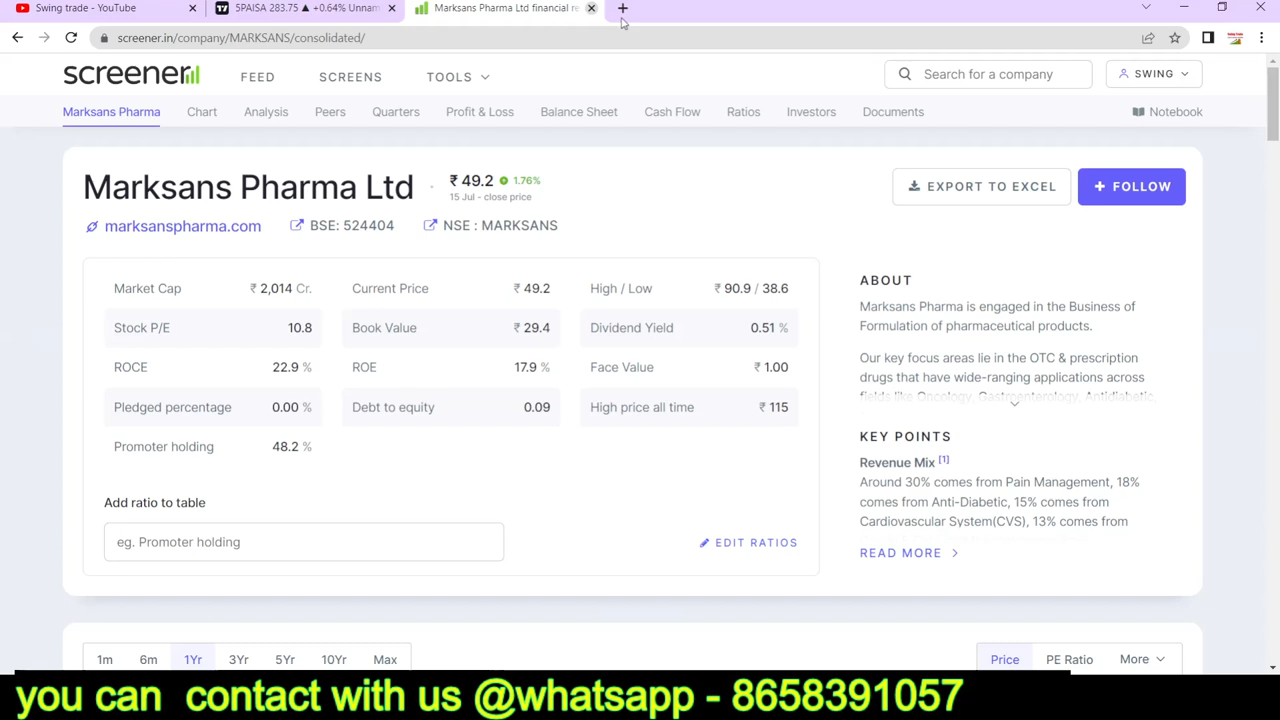 Swing trade - YouTube
5PAISA 283.75 ▲ +0.64% Unnam
Marksans Pharma Ltd financial re
screener.in/company/MARKSANS/consolidated/
screener
FEED
SCREENS
TOOLS
Search for a company
SWING
Marksans Pharma
Chart
Analysis
Peers
Quarters
Profit & Loss
Balance Sheet
Cash Flow
Ratios
Investors
Documents
Notebook
Marksans Pharma Ltd
₹ 49.2
1.76%
15 Jul - close price
EXPORT TO EXCEL
FOLLOW
marksanspharma.com
BSE: 524404
NSE : MARKSANS
Market Cap ₹ 2,014 Cr.
Current Price ₹ 49.2
High / Low ₹ 90.9 / 38.6
Stock P/E 10.8
Book Value ₹ 29.4
Dividend Yield 0.51 %
ROCE 22.9 %
ROE 17.9 %
Face Value ₹ 1.00
Pledged percentage 0.00 %
Debt to equity 0.09
High price all time ₹ 115
Promoter holding 48.2 %
Add ratio to table
eg. Promoter holding
EDIT RATIOS
ABOUT
Marksans Pharma is engaged in the Business of
Formulation of pharmaceutical products.
Our key focus areas lie in the OTC & prescription
drugs that have wide-ranging applications across
fields like Oncology, Gastroenterology, Antidiabetic,
KEY POINTS
Revenue Mix [1]
Around 30% comes from Pain Management, 18%
comes from Anti-Diabetic, 15% comes from
Cardiovascular System(CVS), 13% comes from
READ MORE
1m
6m
1Yr
3Yr
5Yr
10Yr
Max
Price
PE Ratio
More
you can contact with us @whatsapp - 8658391057